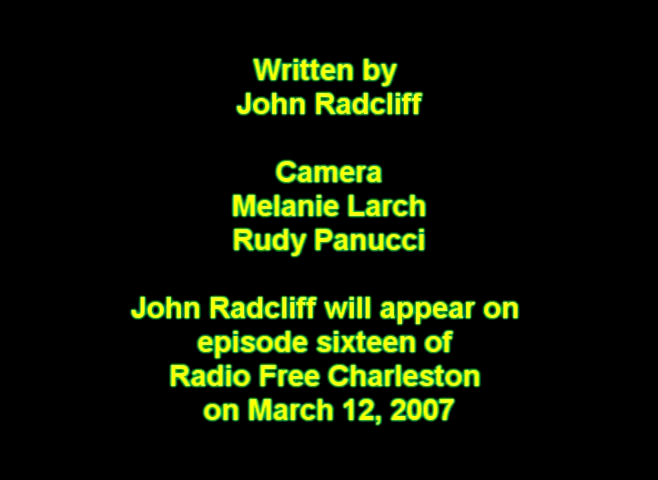 Written by
John Radcliff
Camera
Melanie Larch
Rudy Panucci
John Radcliff will appear on
episode sixteen of
Radio Free Charleston
on March 12, 2007